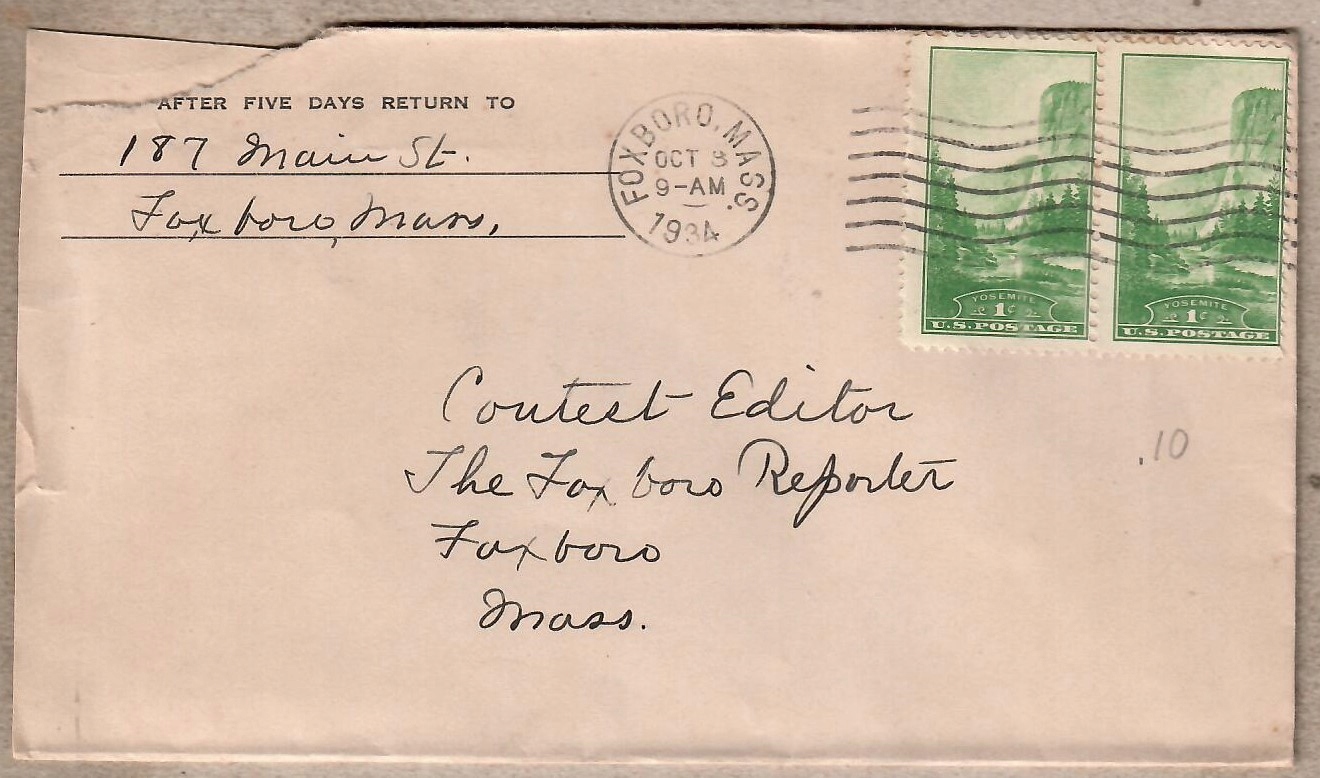 AFTER FIVE DAYS RETURN TO
187 Main St.
Foxboro, Mass,
FOXBORO, MASS.
OCT 3
9-AM
1934
YOSEMITE
1¢
U.S. POSTAGE
YOSEMITE
1¢
U.S. POSTAGE
Contest Editor
The Foxboro Reporter
Foxboro
Mass.
.10